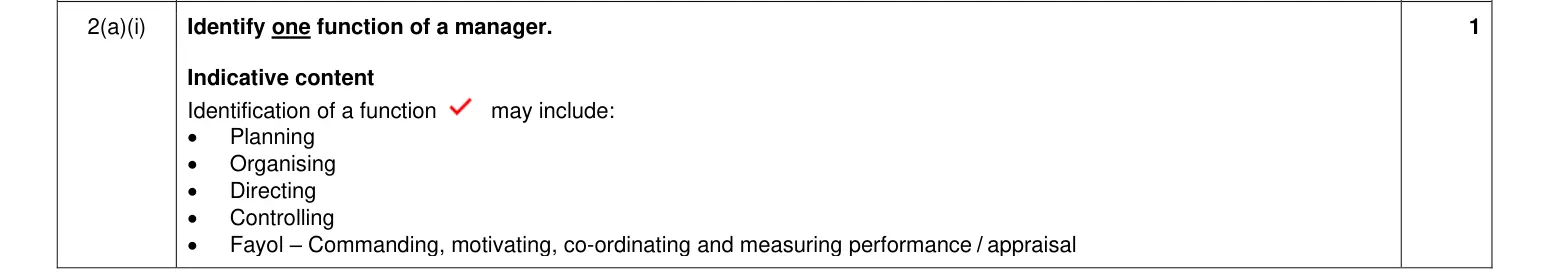 2(a)(i) Identify one function of a manager. 1
Indicative content
Identification of a function ✓ may include:
• Planning
• Organising
• Directing
• Controlling
• Fayol – Commanding, motivating, co-ordinating and measuring performance / appraisal